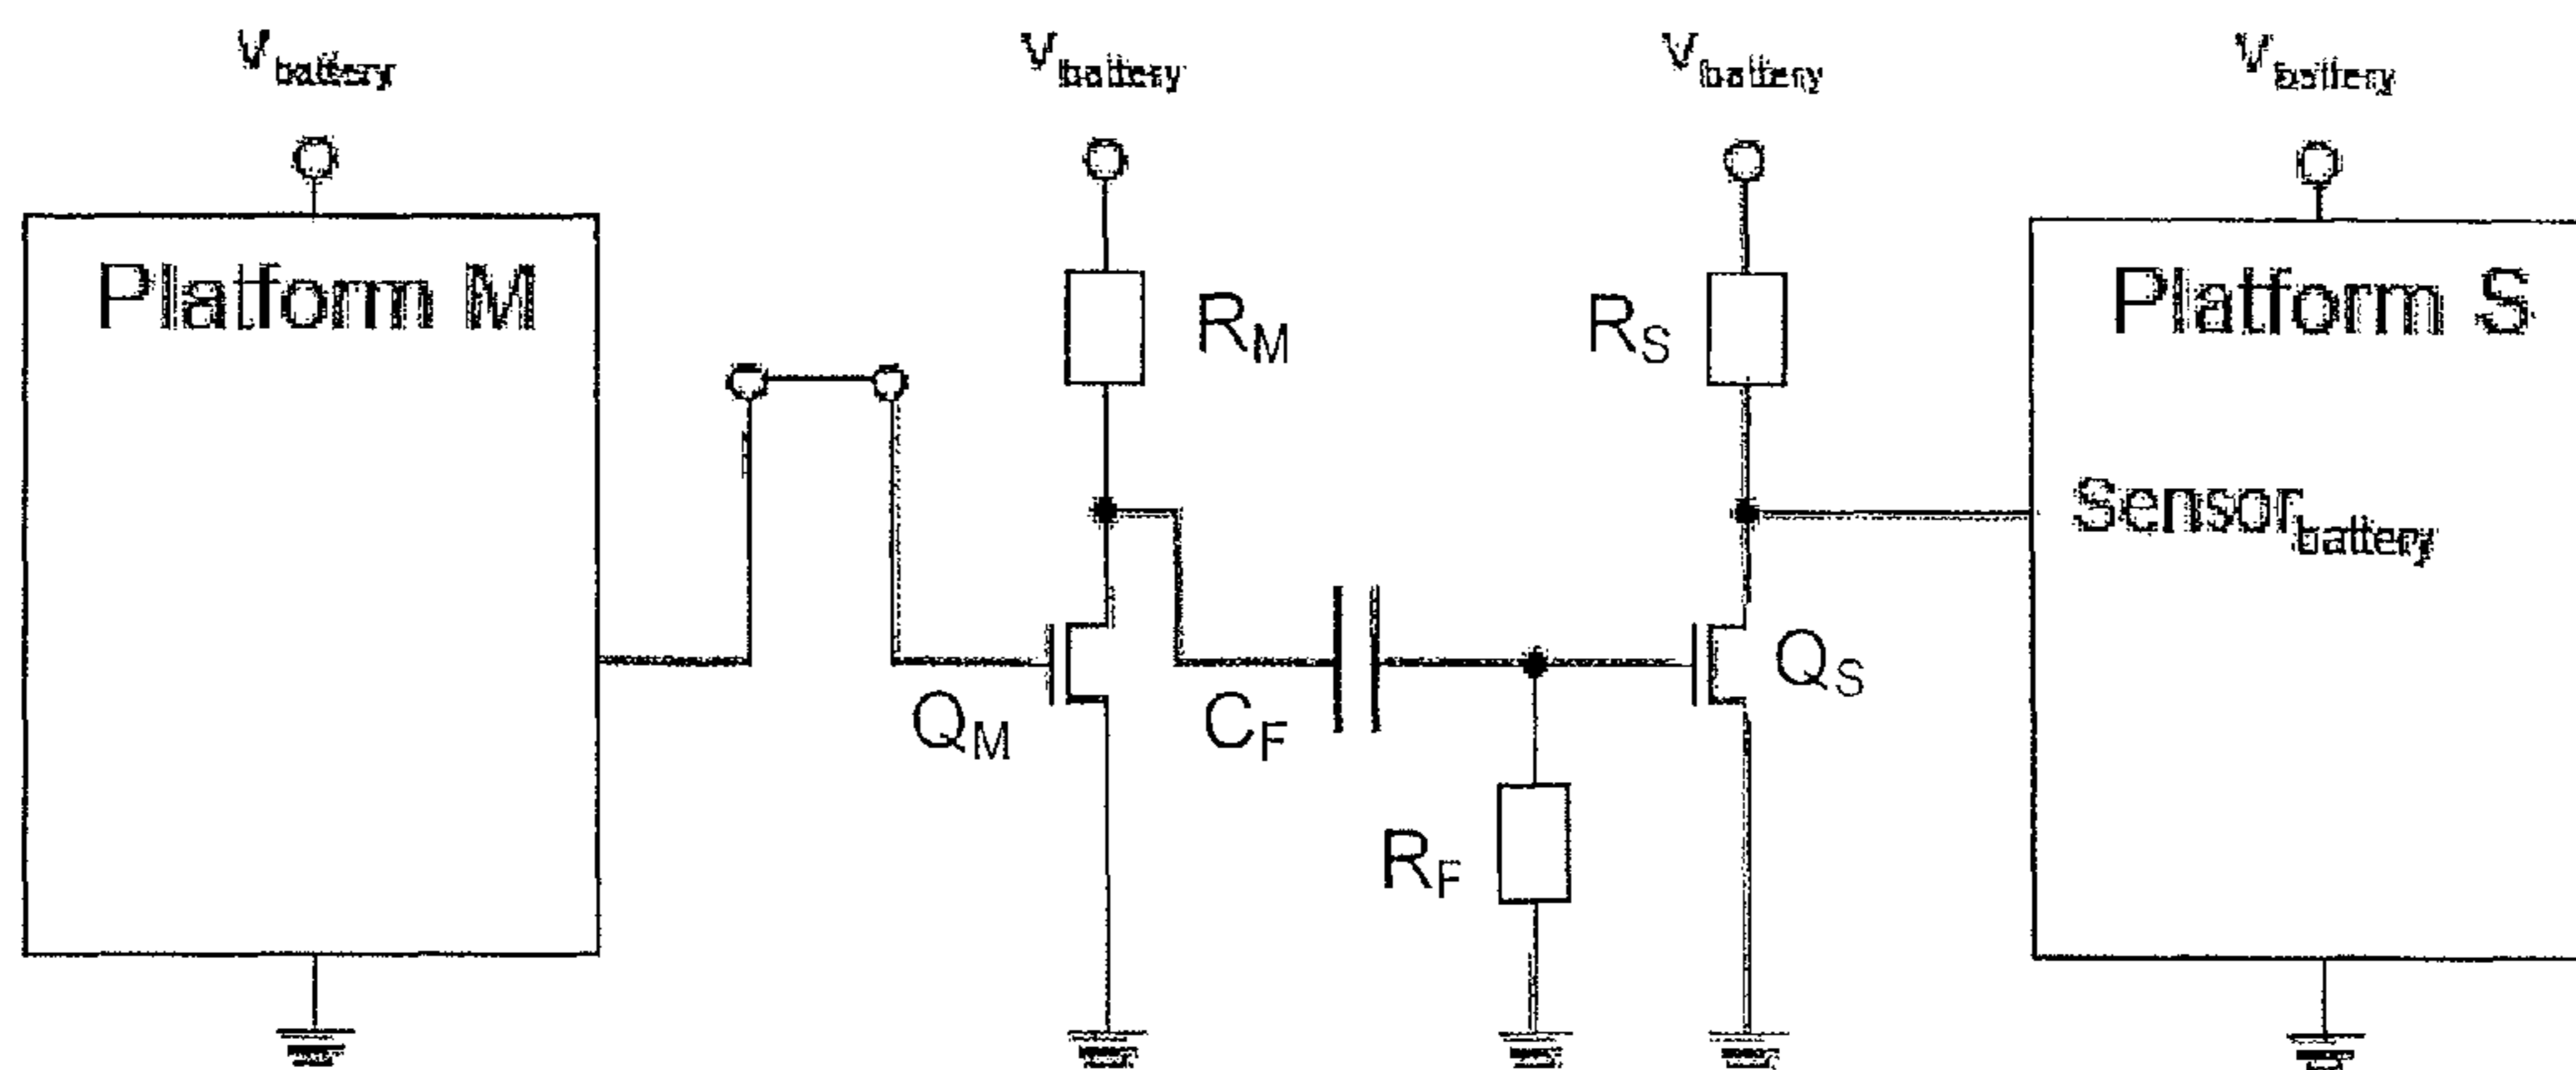 Vbattery Vbattery Vbattery Vbattery
Platform M RM RS Platform S
Sensorbattery
QM CF QS
RF